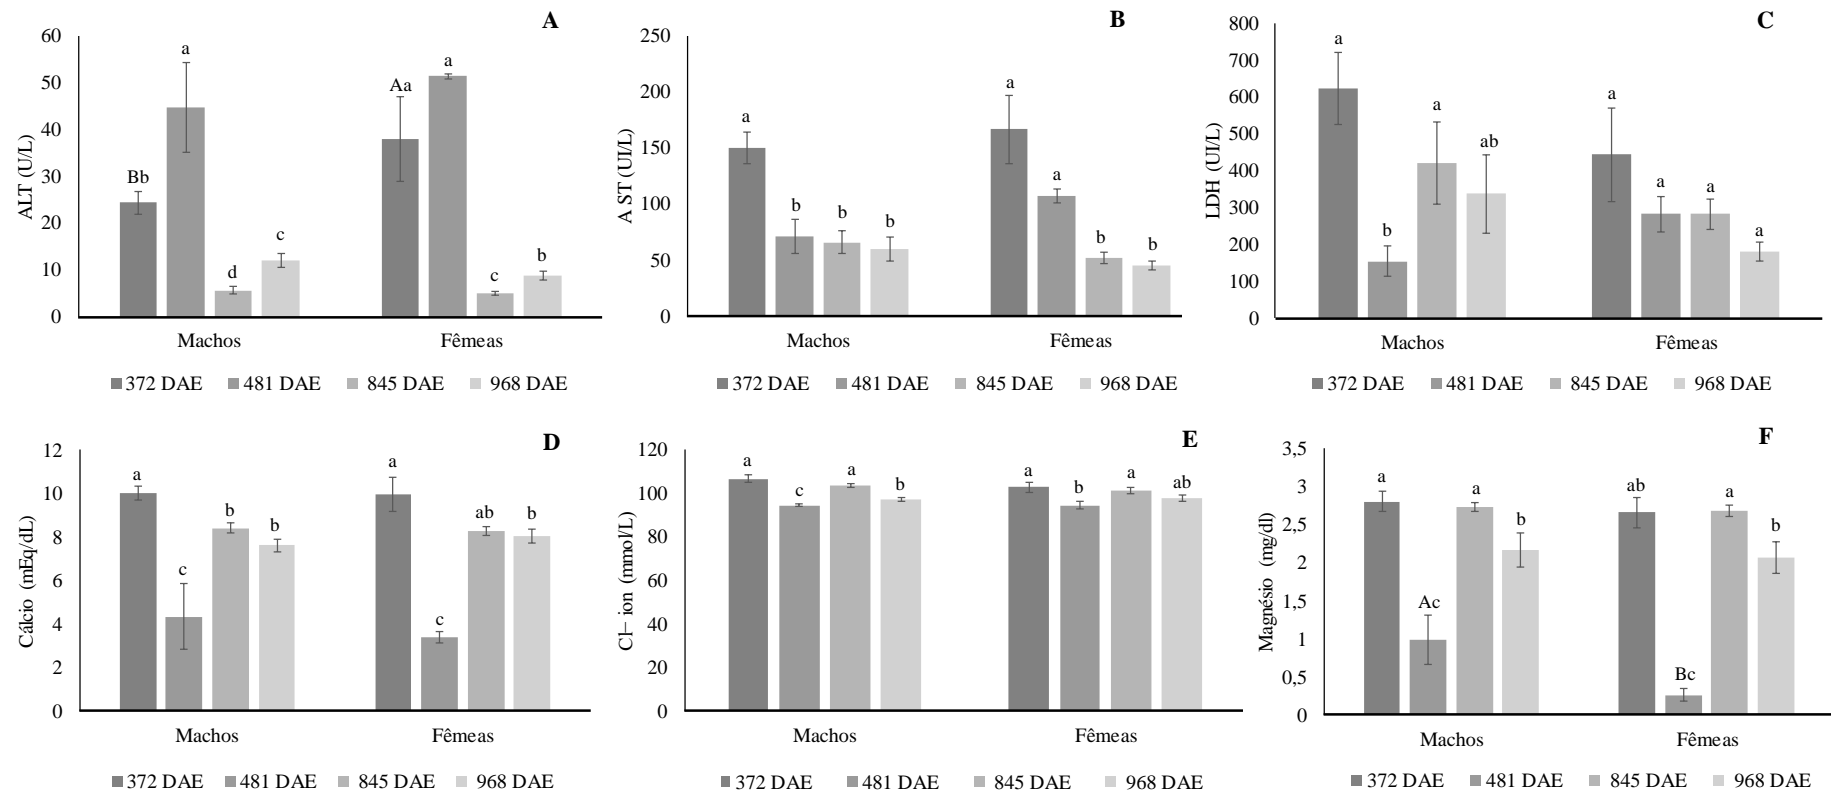 A
ALT (U/L)
60
50
40
30
20
10
0
Bb
a
d
c
Aa
a
c
b
Machos
Fêmeas
372 DAE
481 DAE
845 DAE
968 DAE
B
AST (UI/L)
250
200
150
100
50
0
a
b
b
b
a
a
b
b
Machos
Fêmeas
372 DAE
481 DAE
845 DAE
968 DAE
C
LDH (UI/L)
800
700
600
500
400
300
200
100
0
a
b
a
ab
a
a
a
a
Machos
Fêmeas
372 DAE
481 DAE
845 DAE
968 DAE
D
Cálcio (mEq/dL)
12
10
8
6
4
2
0
a
c
b
b
a
c
ab
b
Machos
Fêmeas
372 DAE
481 DAE
845 DAE
968 DAE
E
Cl− ion (mmol/L)
120
100
80
60
40
20
0
a
c
a
b
a
b
a
ab
Machos
Fêmeas
372 DAE
481 DAE
845 DAE
968 DAE
F
Magnésio (mg/dl)
3,5
3
2,5
2
1,5
1
0,5
0
a
Ac
a
b
ab
Bc
a
b
Machos
Fêmeas
372 DAE
481 DAE
845 DAE
968 DAE